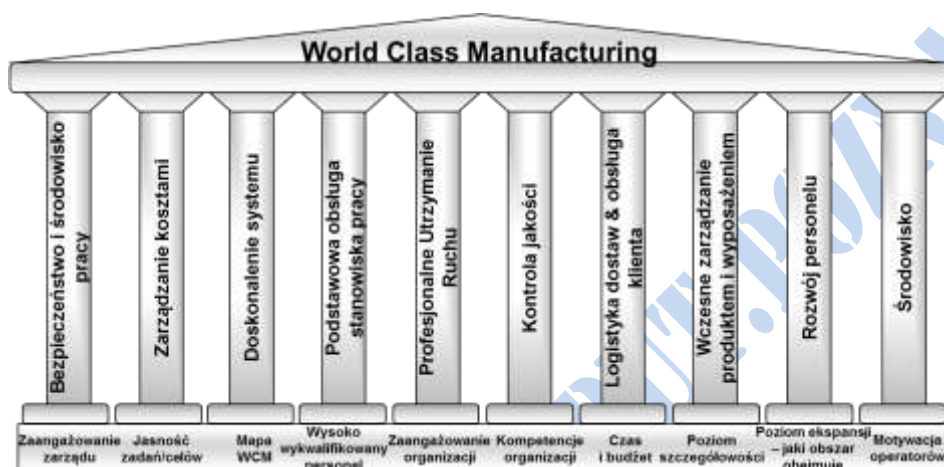 World Class Manufacturing
Bezpieczeństwo i środowisko
pracy
Zarządzanie kosztami
Doskonalenie systemu
Podstawowa obsługa
stanowiska pracy
Profesjonalne Utrzymanie
Ruchu
Kontrola jakości
Logistyka dostaw & obsługa
klienta
Wczesne zarządzanie
produktem i wyposażeniem
Rozwój personelu
Środowisko
Zaangażowanie
zarządu
Jasność
zadań/celów
Mapa
WCM
Wysoko
wykwalifikowany
personel
Zaangażowanie
organizacji
Kompetencje
organizacji
Czas
i budżet
Poziom
szczegółowości
Poziom ekspansji
– jaki obszar
obejmuje
Motywacja
operatorów